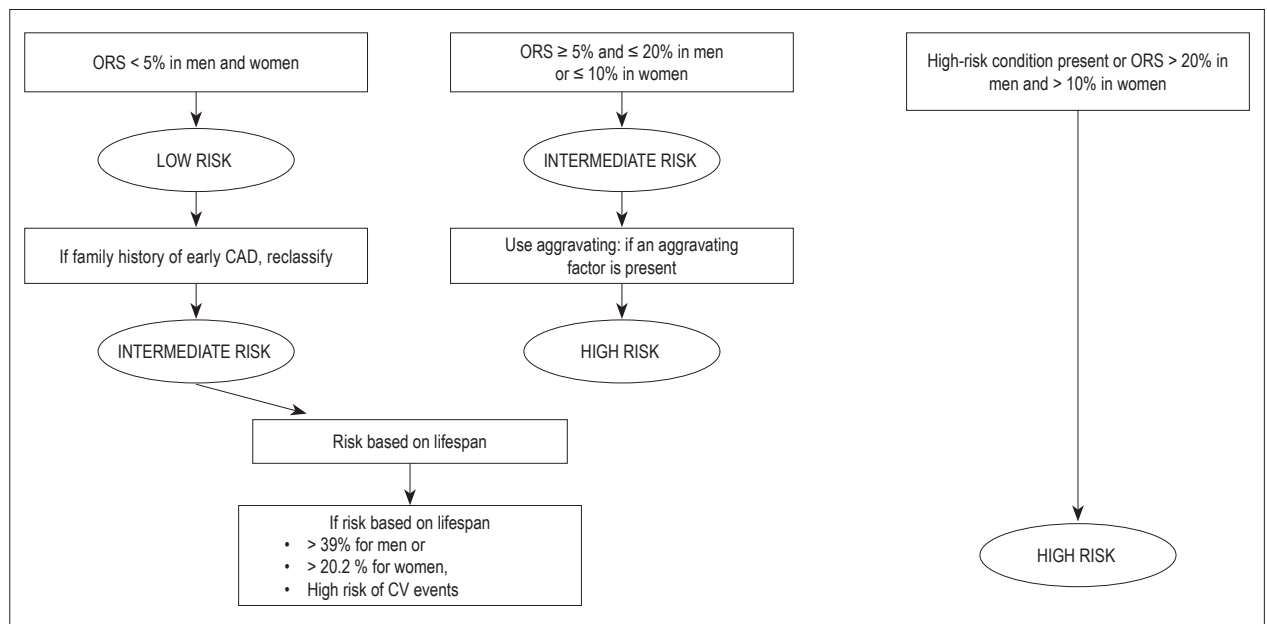 ORS < 5% in men and women
LOW RISK
If family history of early CAD, reclassify
INTERMEDIATE RISK
ORS ≥ 5% and ≤ 20% in men
or ≤ 10% in women
INTERMEDIATE RISK
Use aggravating: if an aggravating
factor is present
HIGH RISK
Risk based on lifespan
If risk based on lifespan
• > 39% for men or
• > 20.2 % for women,
• High risk of CV events
High-risk condition present or ORS > 20% in
men and > 10% in women
HIGH RISK